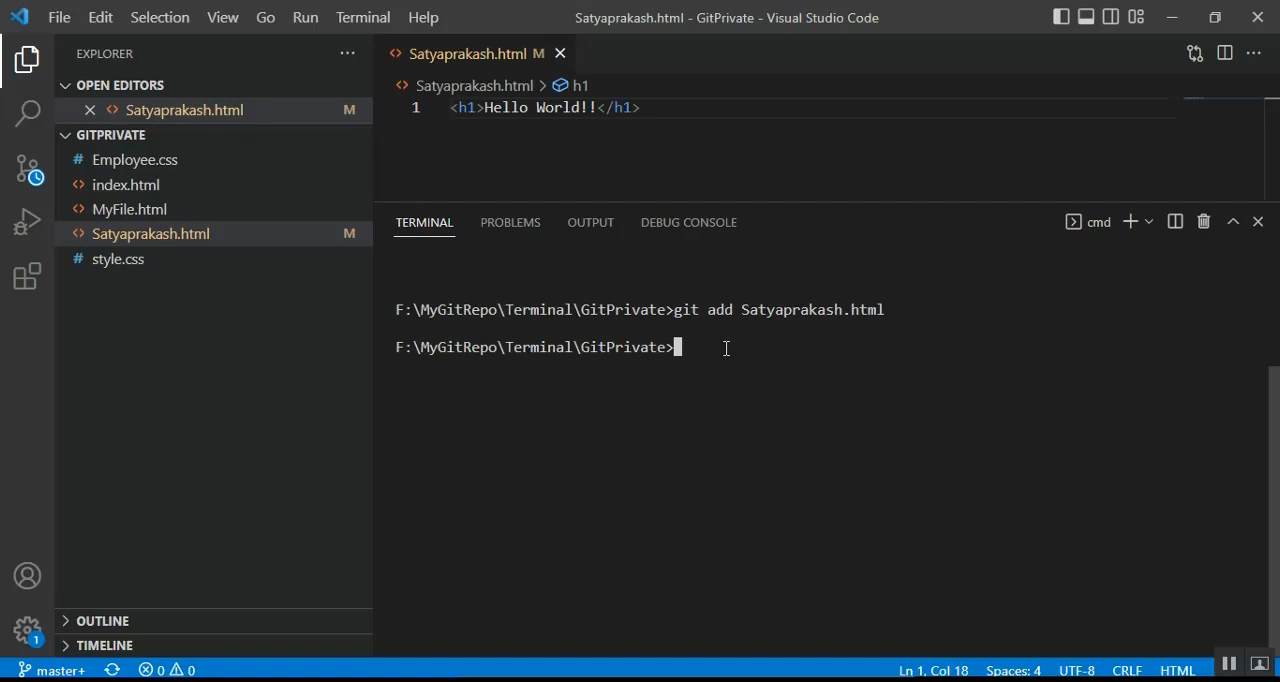 File Edit Selection View Go Run Terminal Help
Satyaprakash.html - GitPrivate - Visual Studio Code
EXPLORER
OPEN EDITORS
Satyaprakash.html M
GITPRIVATE
Employee.css
index.html
MyFile.html
Satyaprakash.html M
style.css
OUTLINE
TIMELINE
Satyaprakash.html M
Satyaprakash.html > h1
1 <h1>Hello World!!</h1>
TERMINAL PROBLEMS OUTPUT DEBUG CONSOLE
cmd
F:\MyGitRepo\Terminal\GitPrivate>git add Satyaprakash.html
F:\MyGitRepo\Terminal\GitPrivate>
1
master+ 0 0 Ln 1, Col 18 Spaces: 4 UTF-8 CRLF HTML